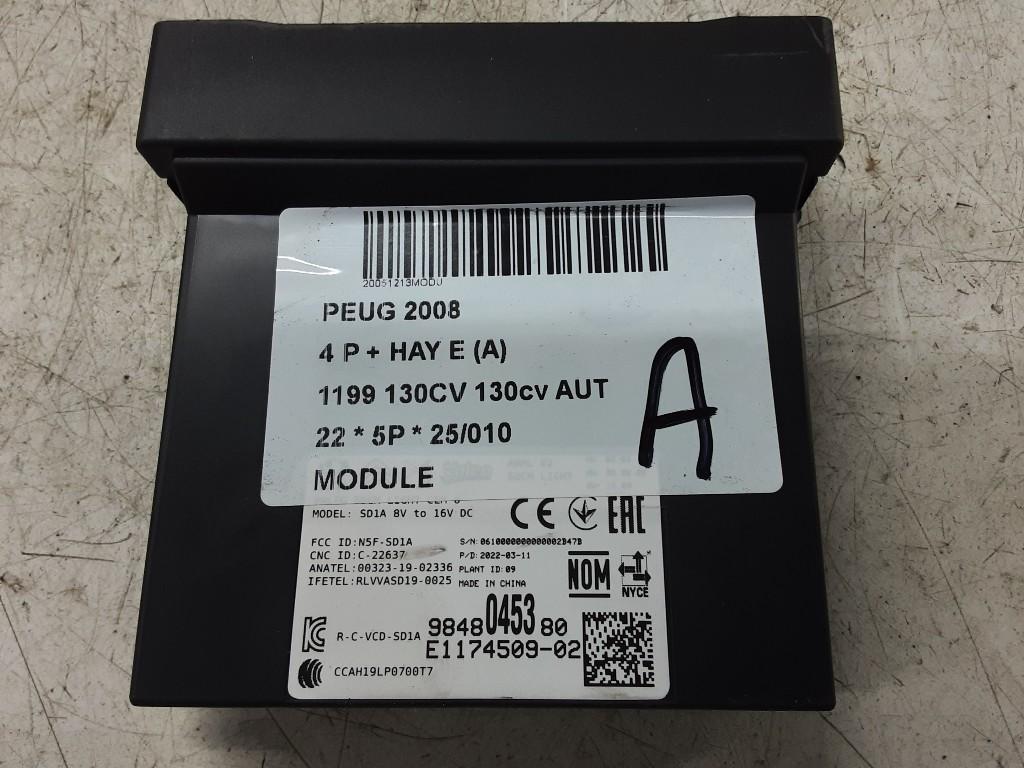 20051213MODU
PEUG 2008
4 P + HAY E (A)
1199 130CV 130cv AUT
22 * 5P * 25/010
MODULE
A
MODEL: SD1A 8V to 16V DC
CE
EAC
FCC ID:N5F-SD1A
CNC ID:C-22637
ANATEL:00323-19-02336
IFETEL:RLVVASD19-0025
S/N:0610000000000002B47B
P/D:2022-03-11
PLANT ID:09
MADE IN CHINA
NOM
NYCE
R-C-VCD-SD1A
98480453 80
E1174509-02
CCAH19LP0700T7